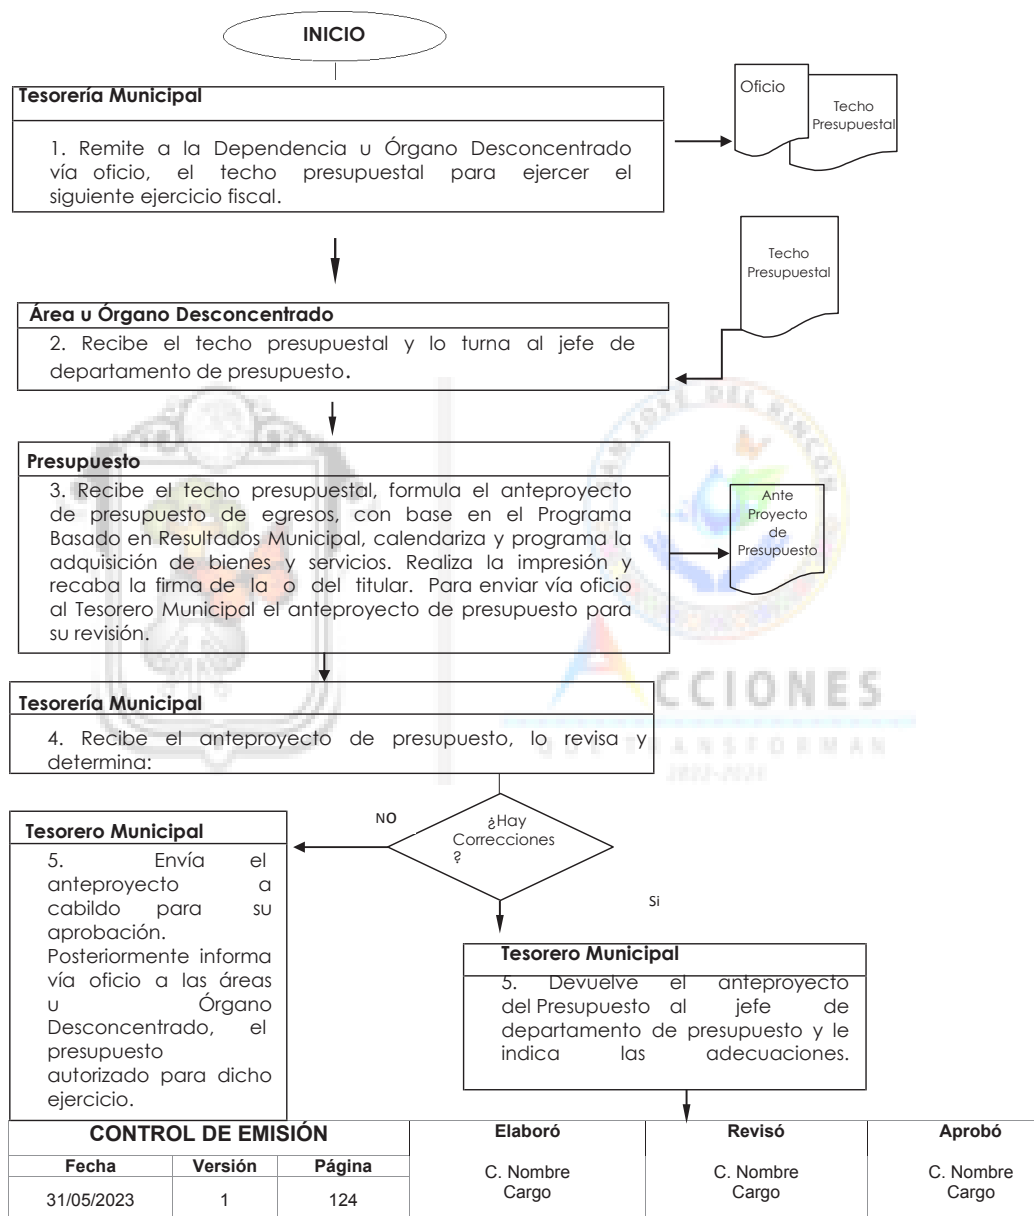 INICIO
Tesorería Municipal
1. Remite a la Dependencia u Órgano Desconcentrado
vía oficio, el techo presupuestal para ejercer el
siguiente ejercicio fiscal.
Oficio
Techo
Presupuestal
Techo
Presupuestal
Área u Órgano Desconcentrado
2. Recibe el techo presupuestal y lo turna al jefe de
departamento de presupuesto.
Presupuesto
3. Recibe el techo presupuestal, formula el anteproyecto
de presupuesto de egresos, con base en el Programa
Basado en Resultados Municipal, calendariza y programa la
adquisición de bienes y servicios. Realiza la impresión y
recaba la firma de la o del titular. Para enviar vía oficio
al Tesorero Municipal el anteproyecto de presupuesto para
su revisión.
Ante
Proyecto
de
Presupuesto
SAN JOSÉ DEL RINCÓN
ACCIONES
QUE TRANSFORMAN
2022-2024
Tesorería Municipal
4. Recibe el anteproyecto de presupuesto, lo revisa y
determina:
NO
¿Hay
Correcciones
?
Si
Tesorero Municipal
5. Envía el
anteproyecto a
cabildo para su
aprobación.
Posteriormente informa
vía oficio a las áreas
u Órgano
Desconcentrado, el
presupuesto
autorizado para dicho
ejercicio.
Tesorero Municipal
5. Devuelve el anteproyecto
del Presupuesto al jefe de
departamento de presupuesto y le
indica las adecuaciones.
CONTROL DE EMISIÓN
Elaboró
Revisó
Aprobó
Fecha
Versión
Página
C. Nombre
Cargo
C. Nombre
Cargo
C. Nombre
Cargo
31/05/2023
1
124